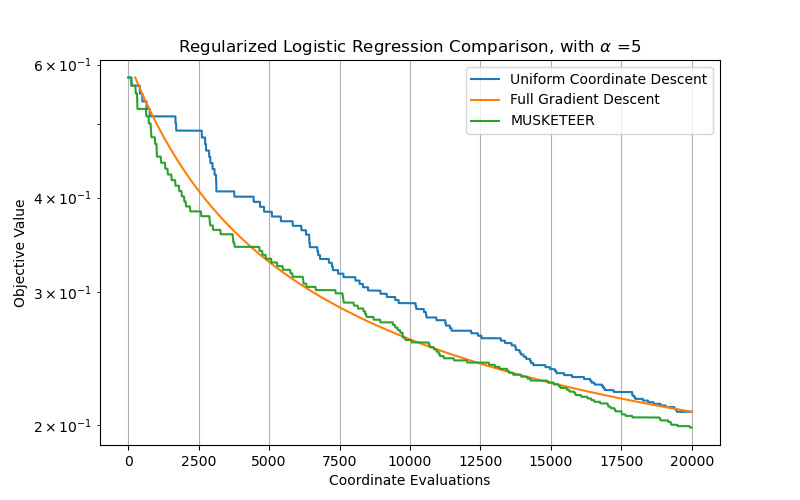 Regularized Logistic Regression Comparison, with α =5
Uniform Coordinate Descent
Full Gradient Descent
MUSKETEER
Objective Value
6 × 10⁻¹
4 × 10⁻¹
3 × 10⁻¹
2 × 10⁻¹
0 2500 5000 7500 10000 12500 15000 17500 20000
Coordinate Evaluations